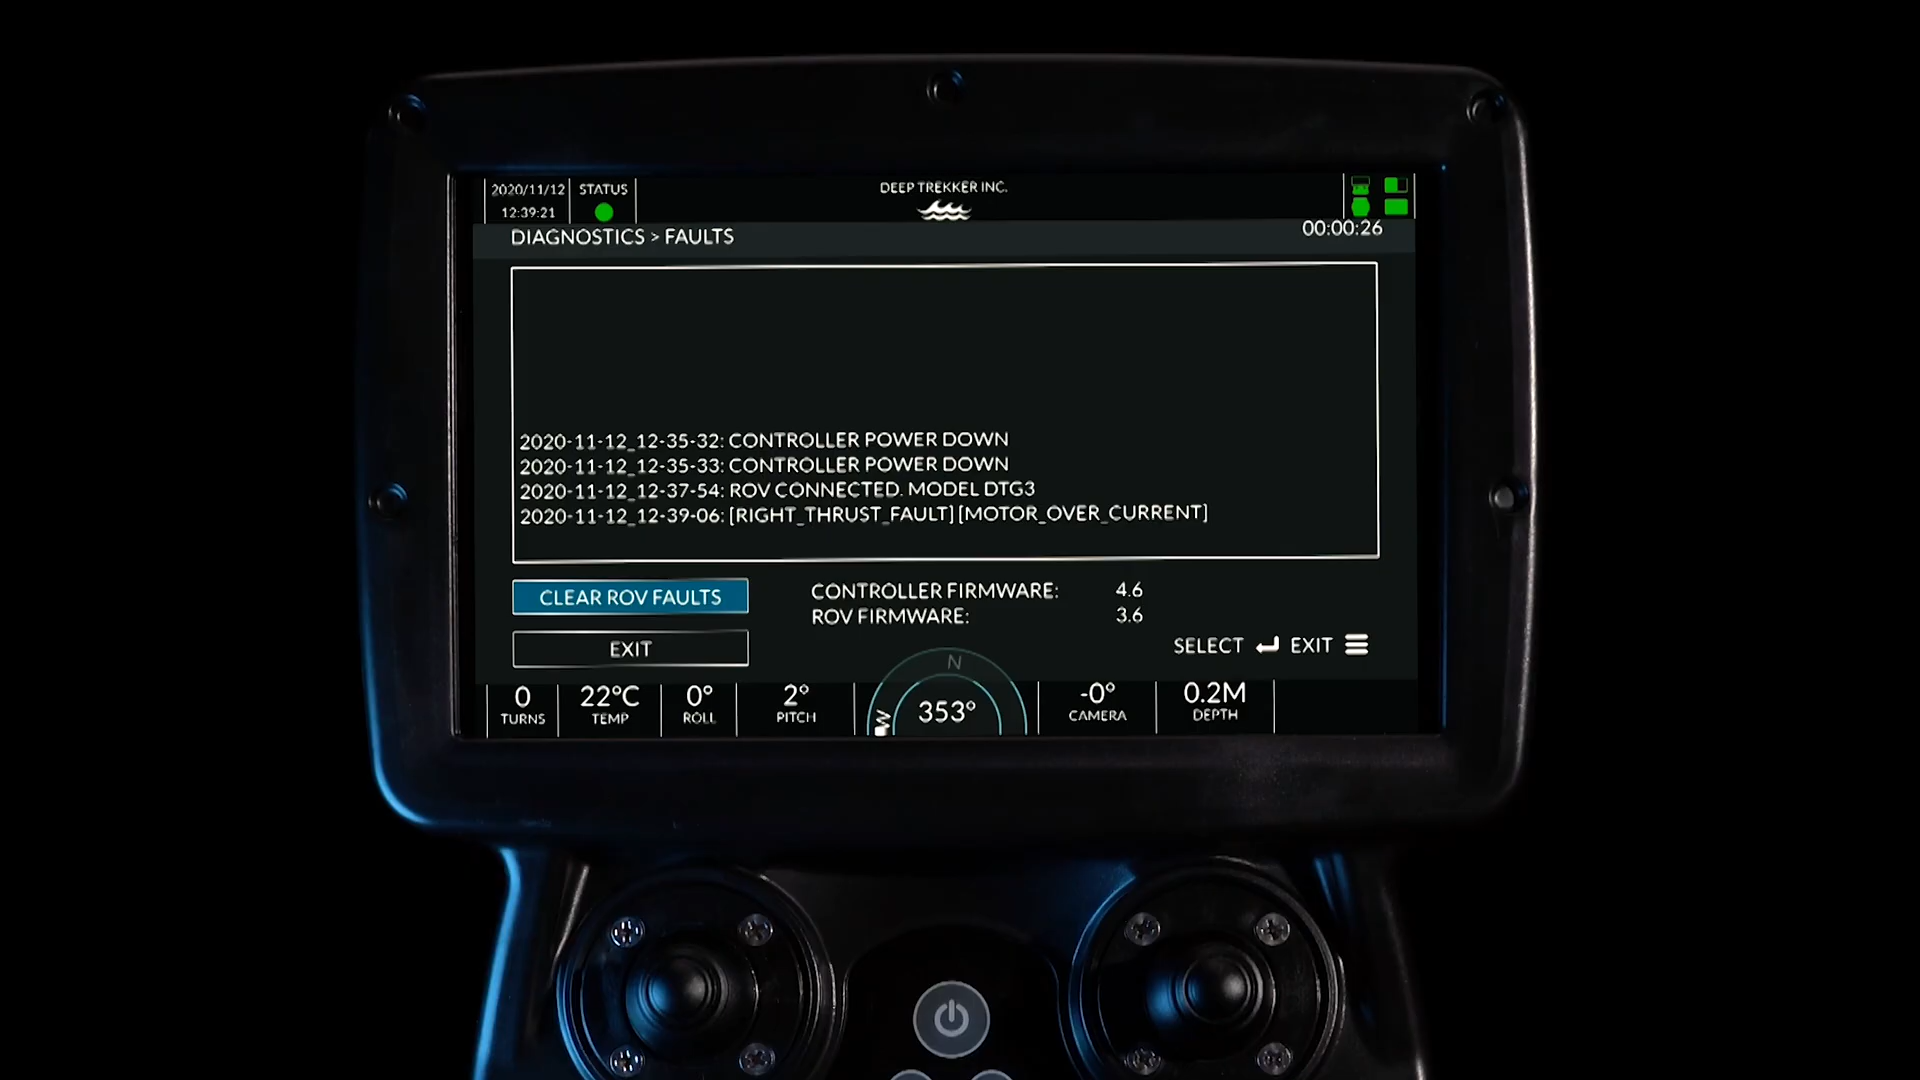 2020/11/12
12:39:21
STATUS
DEEP TREKKER INC.
DIAGNOSTICS > FAULTS
00:00:26
2020-11-12_12-35-32: CONTROLLER POWER DOWN
2020-11-12_12-35-33: CONTROLLER POWER DOWN
2020-11-12_12-37-54: ROV CONNECTED. MODEL DTG3
2020-11-12_12-39-06: [RIGHT_THRUST_FAULT] [MOTOR_OVER_CURRENT]
CLEAR ROV FAULTS
EXIT
CONTROLLER FIRMWARE: 4.6
ROV FIRMWARE: 3.6
SELECT EXIT
0
TURNS
22°C
TEMP
0°
ROLL
2°
PITCH
N
W
353°
-0°
CAMERA
0.2M
DEPTH